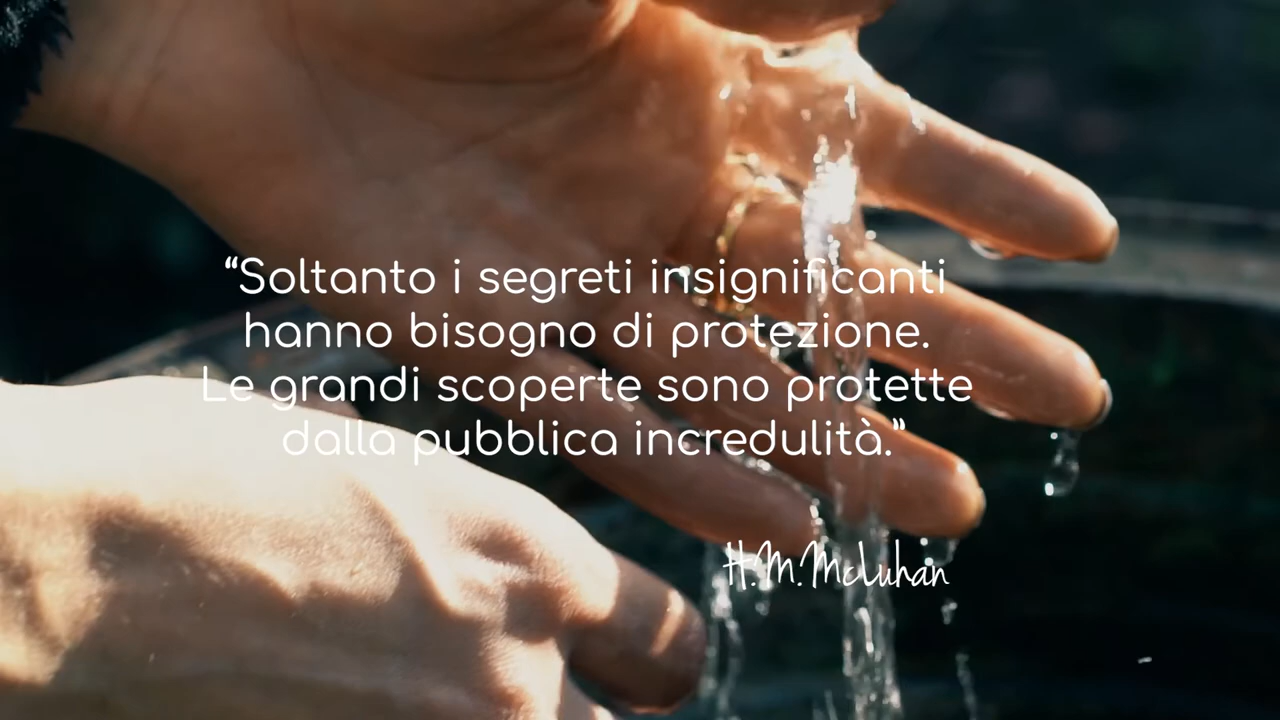 “Soltanto i segreti insignificanti
hanno bisogno di protezione.
Le grandi scoperte sono protette
dalla pubblica incredulità.”
H.M.McLuhan